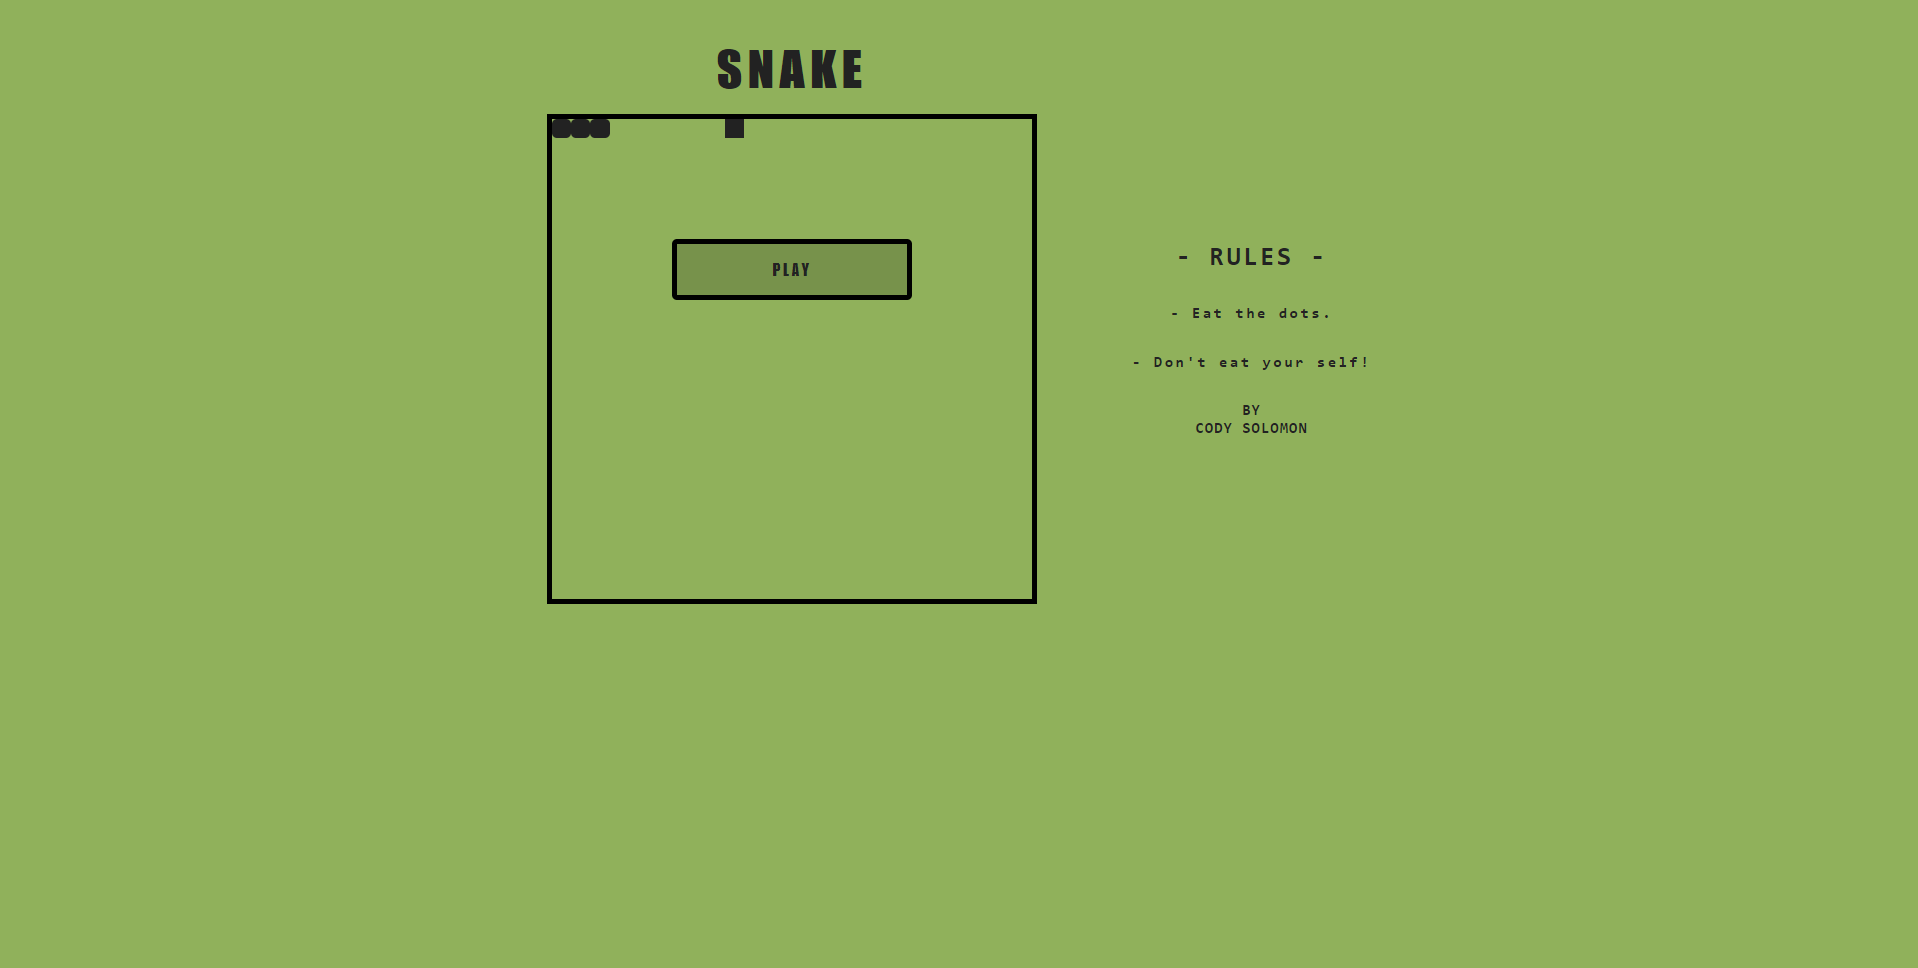 SNAKE
PLAY
- RULES -
- Eat the dots.
- Don't eat your self!
BY
CODY SOLOMON